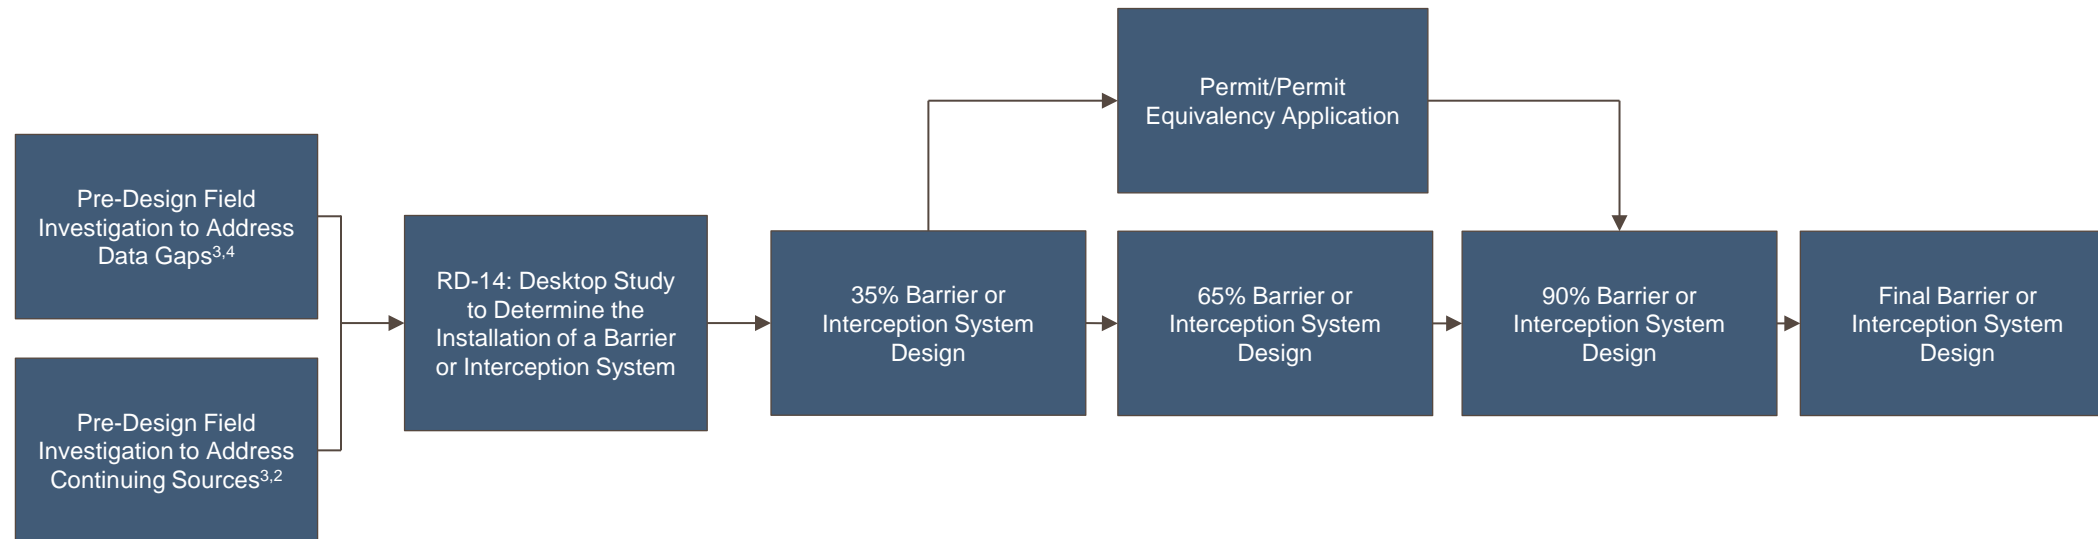 Permit/Permit
Equivalency Application
Pre-Design Field
Investigation to Address
Data Gaps3,4
Pre-Design Field
Investigation to Address
Continuing Sources3,2
RD-14: Desktop Study
to Determine the
Installation of a Barrier
or Interception System
35% Barrier or
Interception System
Design
65% Barrier or
Interception System
Design
90% Barrier or
Interception System
Design
Final Barrier or
Interception System
Design